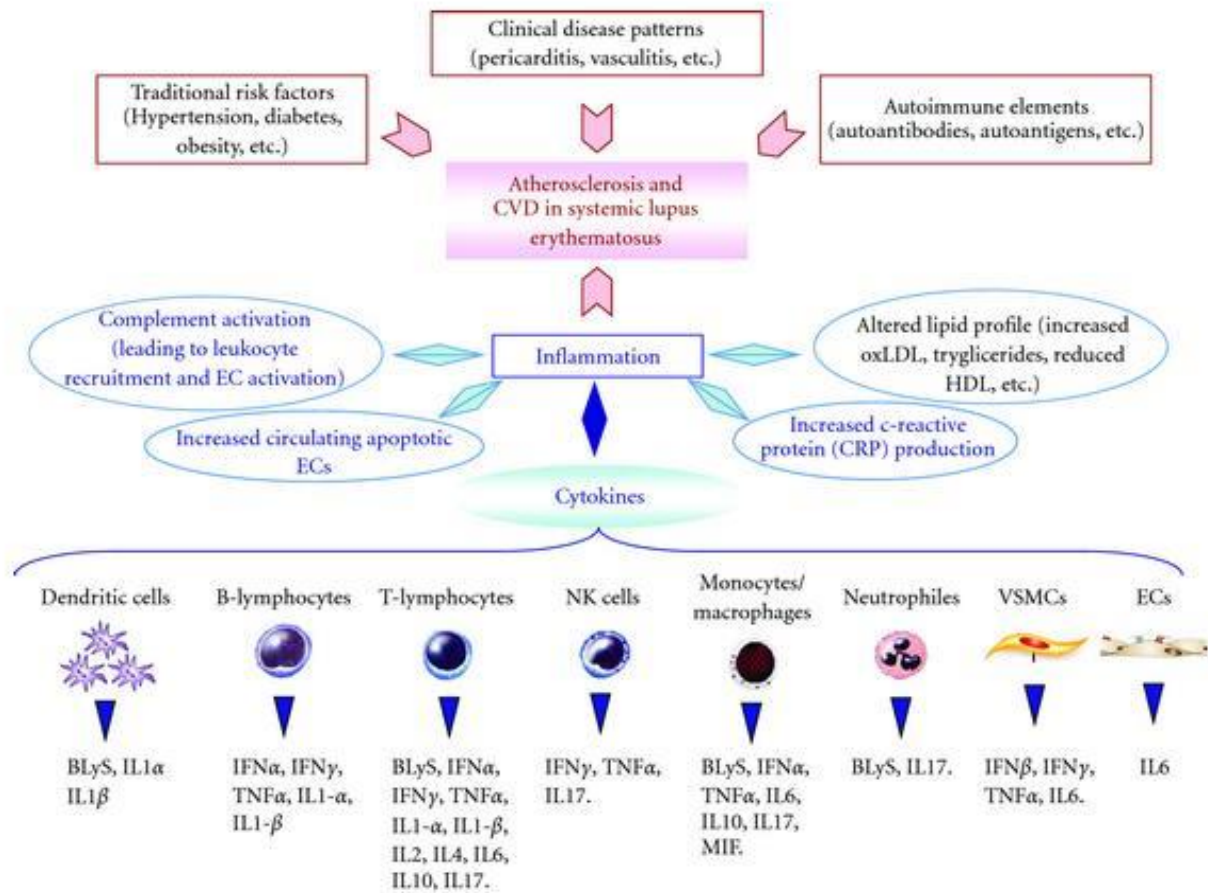 Clinical disease patterns
(pericarditis, vasculitis, etc.)
Traditional risk factors
(Hypertension, diabetes,
obesity, etc.)
Autoimmune elements
(autoantibodies, autoantigens, etc.)
Atherosclerosis and
CVD in systemic lupus
erythematosus
Complement activation
(leading to leukocyte
recruitment and EC activation)
Inflammation
Altered lipid profile (increased
oxLDL, tryglicerides, reduced
HDL, etc.)
Increased circulating apoptotic
ECs
Increased c-reactive
protein (CRP) production
Cytokines
Dendritic cells
BLyS, IL1α
IL1β
B-lymphocytes
IFNα, IFNγ,
TNFα, IL1-α,
IL1-β
T-lymphocytes
BLyS, IFNα,
IFNγ, TNFα,
IL1-α, IL1-β,
IL2, IL4, IL6,
IL10, IL17.
NK cells
IFNγ, TNFα,
IL17.
Monocytes/
macrophages
BLyS, IFNα,
TNFα, IL6,
IL10, IL17,
MIF.
Neutrophiles
BLyS, IL17.
VSMCs
IFNβ, IFNγ,
TNFα, IL6.
ECs
IL6